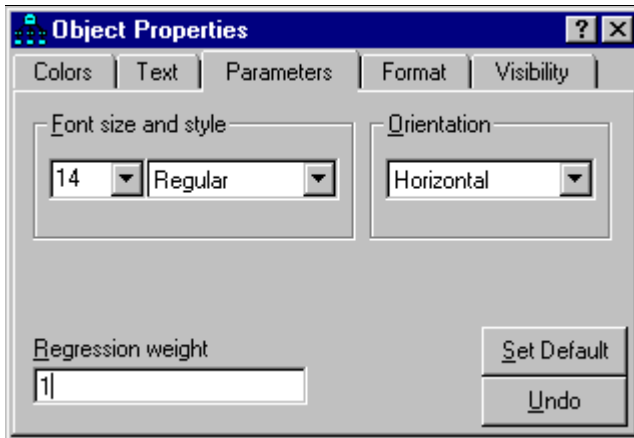 Object Properties
Colors Text Parameters Format Visibility
Font size and style Orientation
14 Regular Horizontal
Regression weight
1
Set Default
Undo